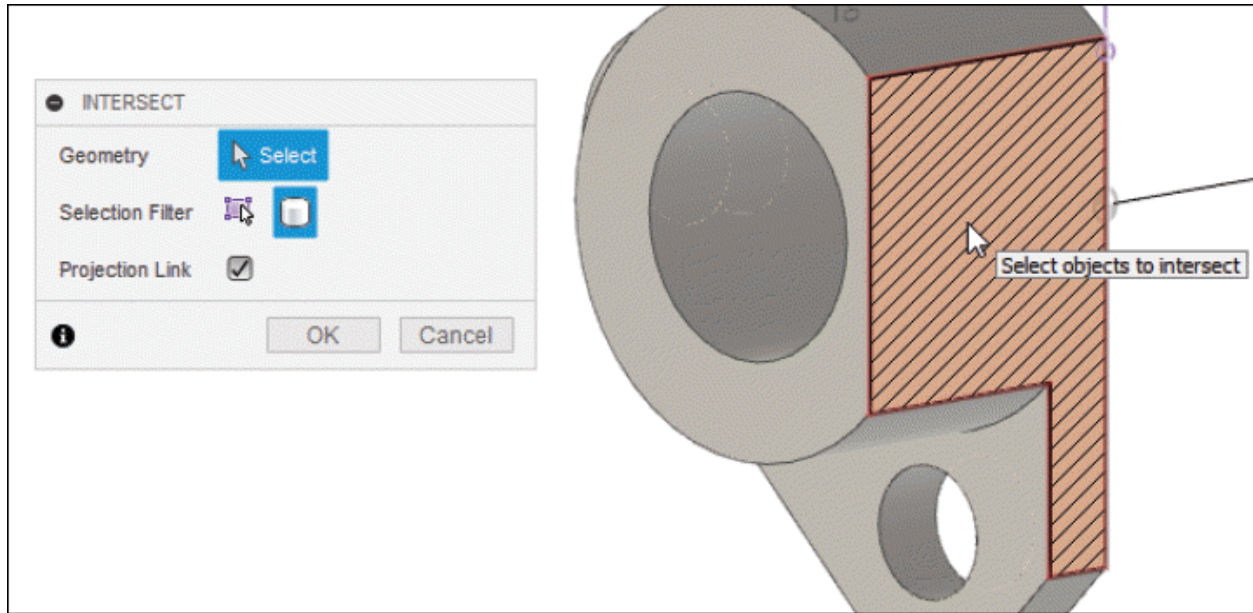 INTERSECT
Geometry
Select
Selection Filter
Projection Link
OK
Cancel
Select objects to intersect